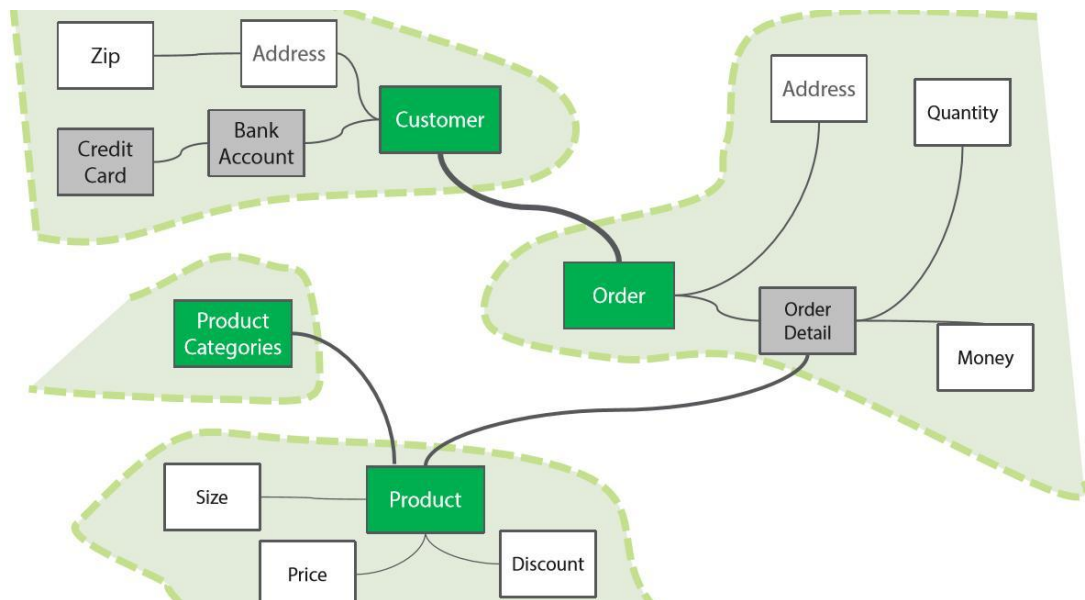 Zip
Address
Customer
Bank
Account
Credit
Card
Address
Quantity
Order
Order
Detail
Money
Product
Categories
Size
Product
Price
Discount